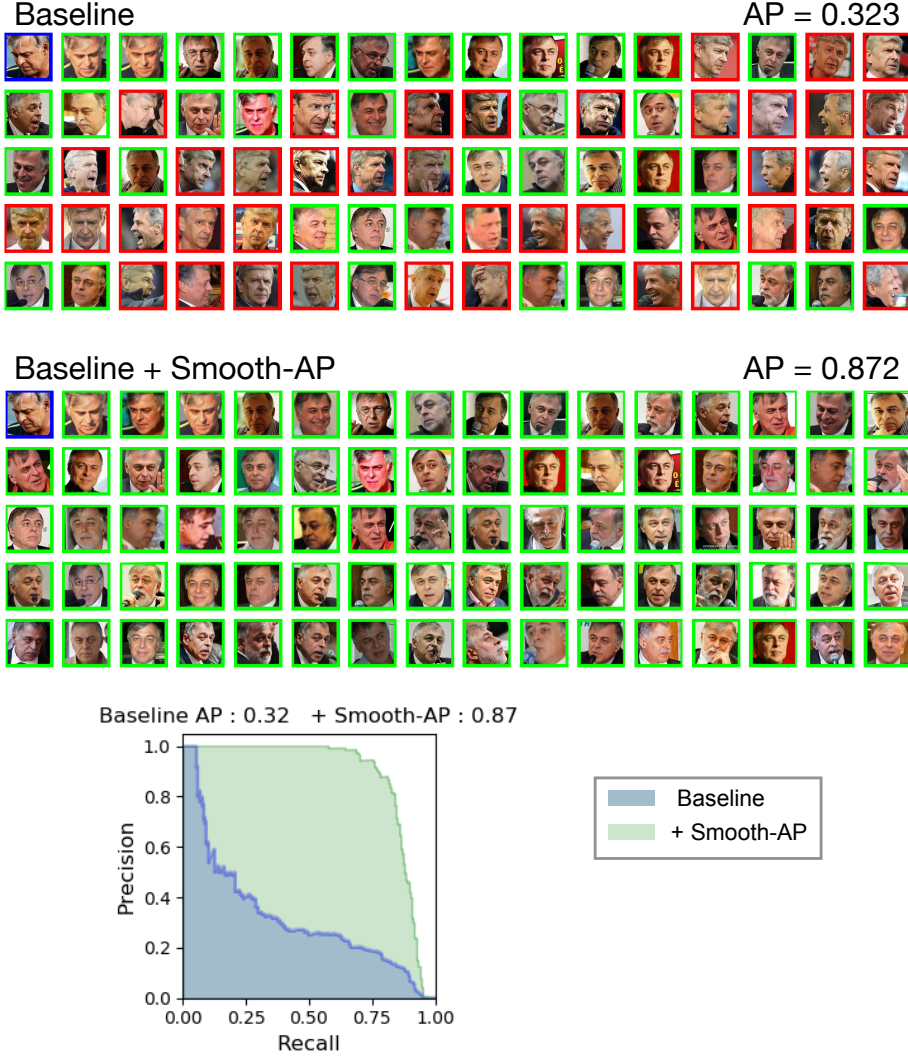 Baseline AP = 0.323
Baseline + Smooth-AP AP = 0.872
Baseline AP : 0.32 + Smooth-AP : 0.87
1.0
0.8
0.6
0.4
0.2
0.0
Precision
0.00 0.25 0.50 0.75 1.00
Recall
Baseline
+ Smooth-AP